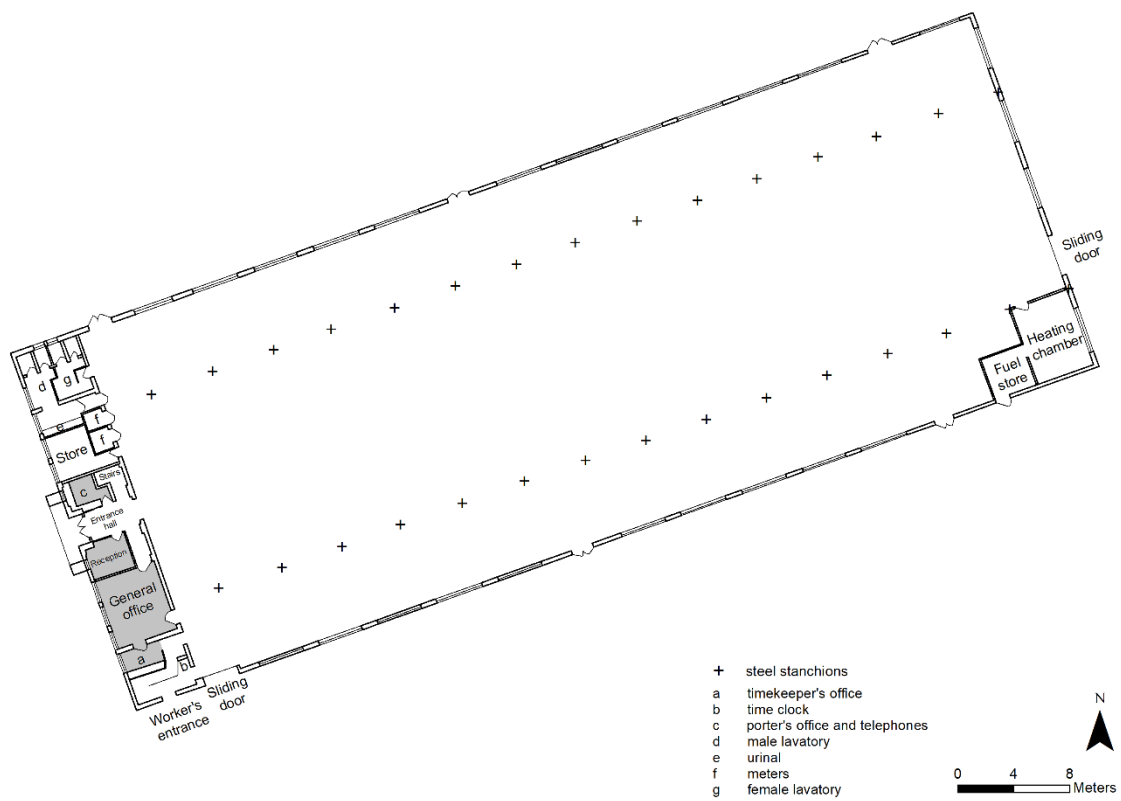 Sliding
door
Heating
chamber
Fuel
store
d
g
f
e
f
Store
Stairs
c
Entrance
hall
Reception
General
office
a
b
Sliding
door
Worker's
entrance
+ steel stanchions
a timekeeper's office
b time clock
c porter's office and telephones
d male lavatory
e urinal
f meters
g female lavatory
N
0 4 8
Meters